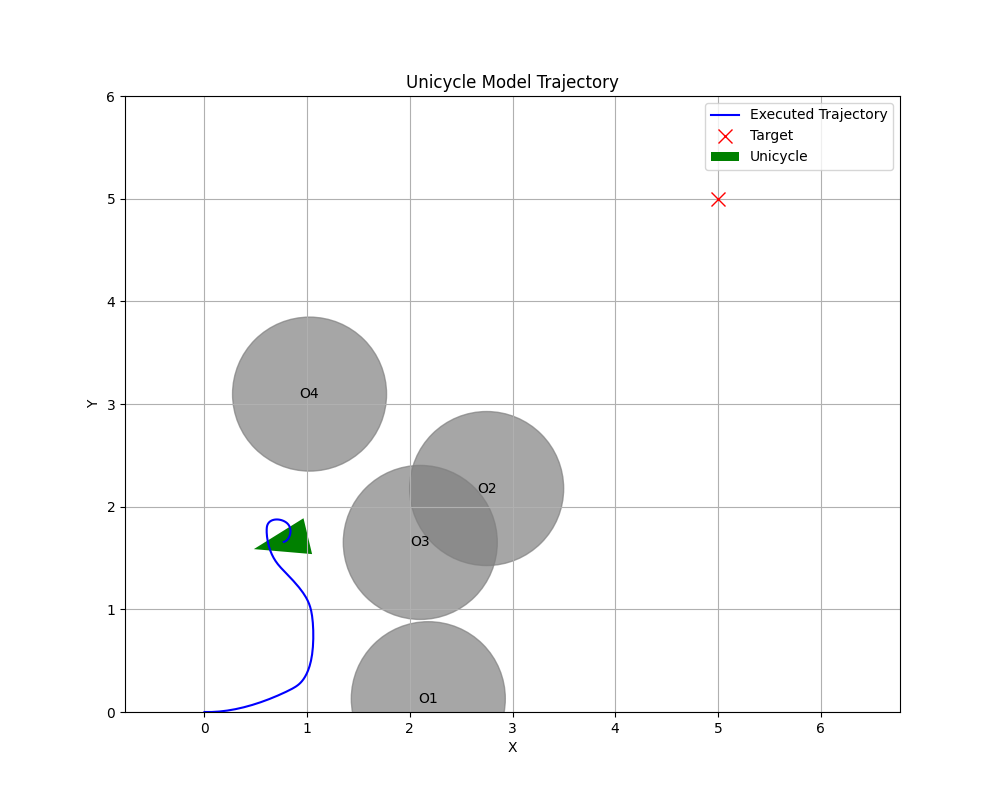 Unicycle Model Trajectory
6
5
4
3
2
1
0
Y
Executed Trajectory
Target
Unicycle
O4
O2
O3
O1
0 1 2 3 4 5 6
X